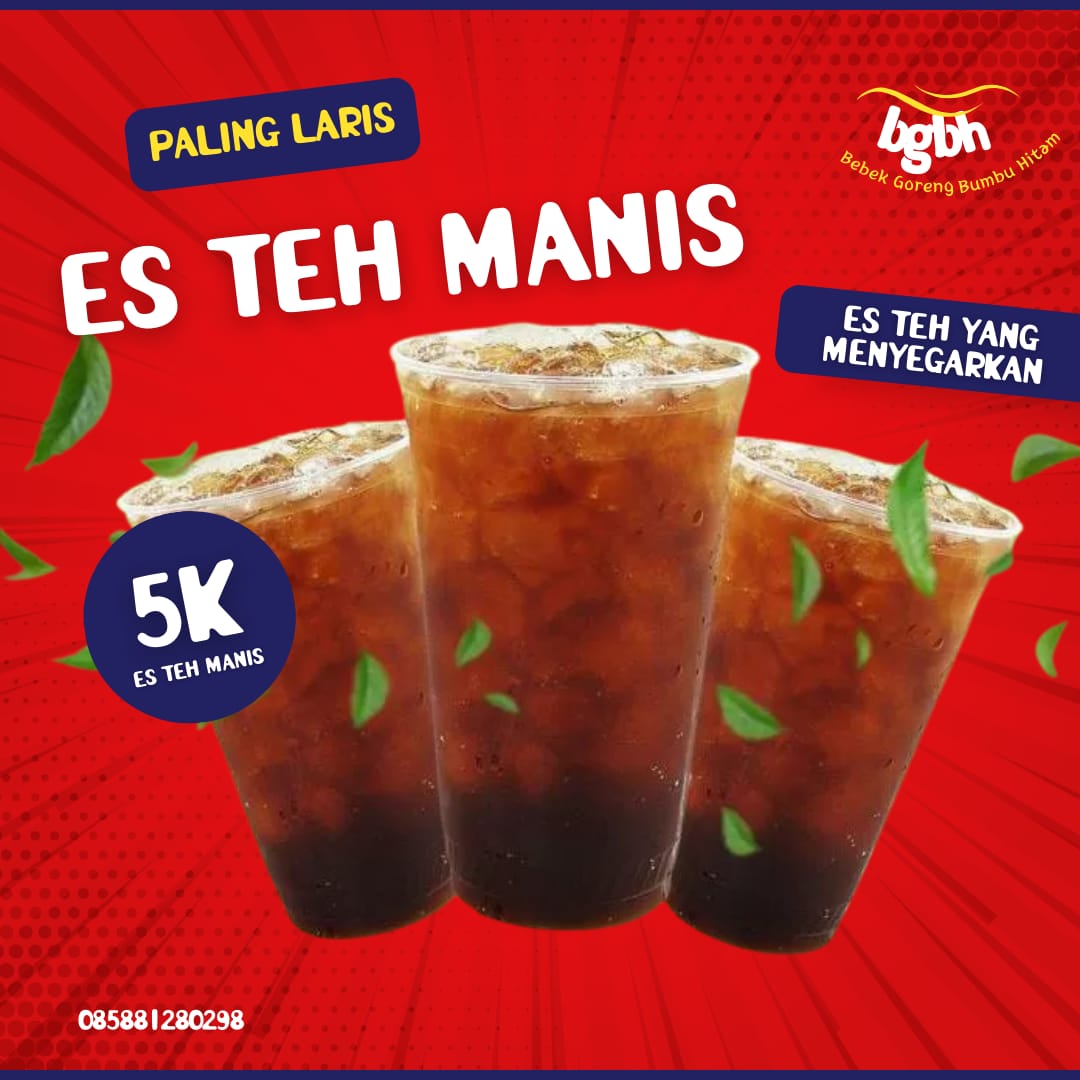 PALING LARIS
bgbh
Bebek Goreng Bumbu Hitam
ES TEH MANIS
ES TEH YANG
MENYEGARKAN
5K
ES TEH MANIS
085881280298